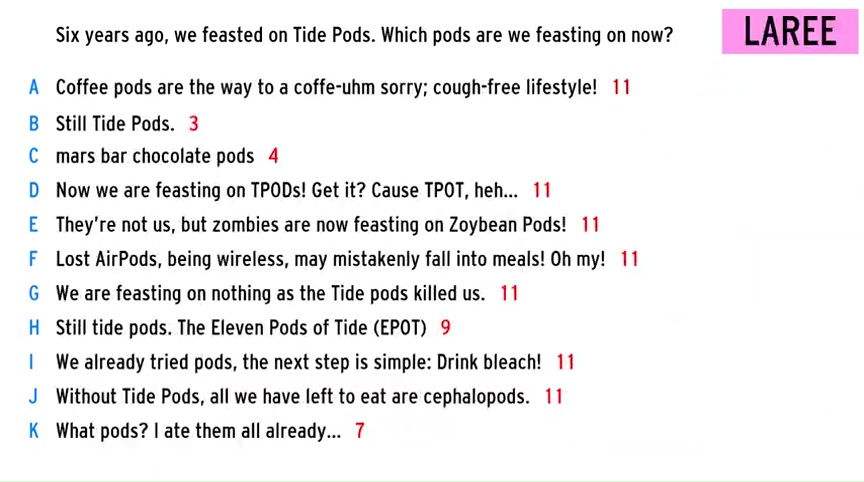 Six years ago, we feasted on Tide Pods. Which pods are we feasting on now?
LAREE
A Coffee pods are the way to a coffe-uhm sorry; cough-free lifestyle! 11
B Still Tide Pods. 3
C mars bar chocolate pods 4
D Now we are feasting on TPODs! Get it? Cause TPOT, heh... 11
E They're not us, but zombies are now feasting on Zoybean Pods! 11
F Lost AirPods, being wireless, may mistakenly fall into meals! Oh my! 11
G We are feasting on nothing as the Tide pods killed us. 11
H Still tide pods. The Eleven Pods of Tide (EPOT) 9
I We already tried pods, the next step is simple: Drink bleach! 11
J Without Tide Pods, all we have left to eat are cephalopods. 11
K What pods? I ate them all already... 7